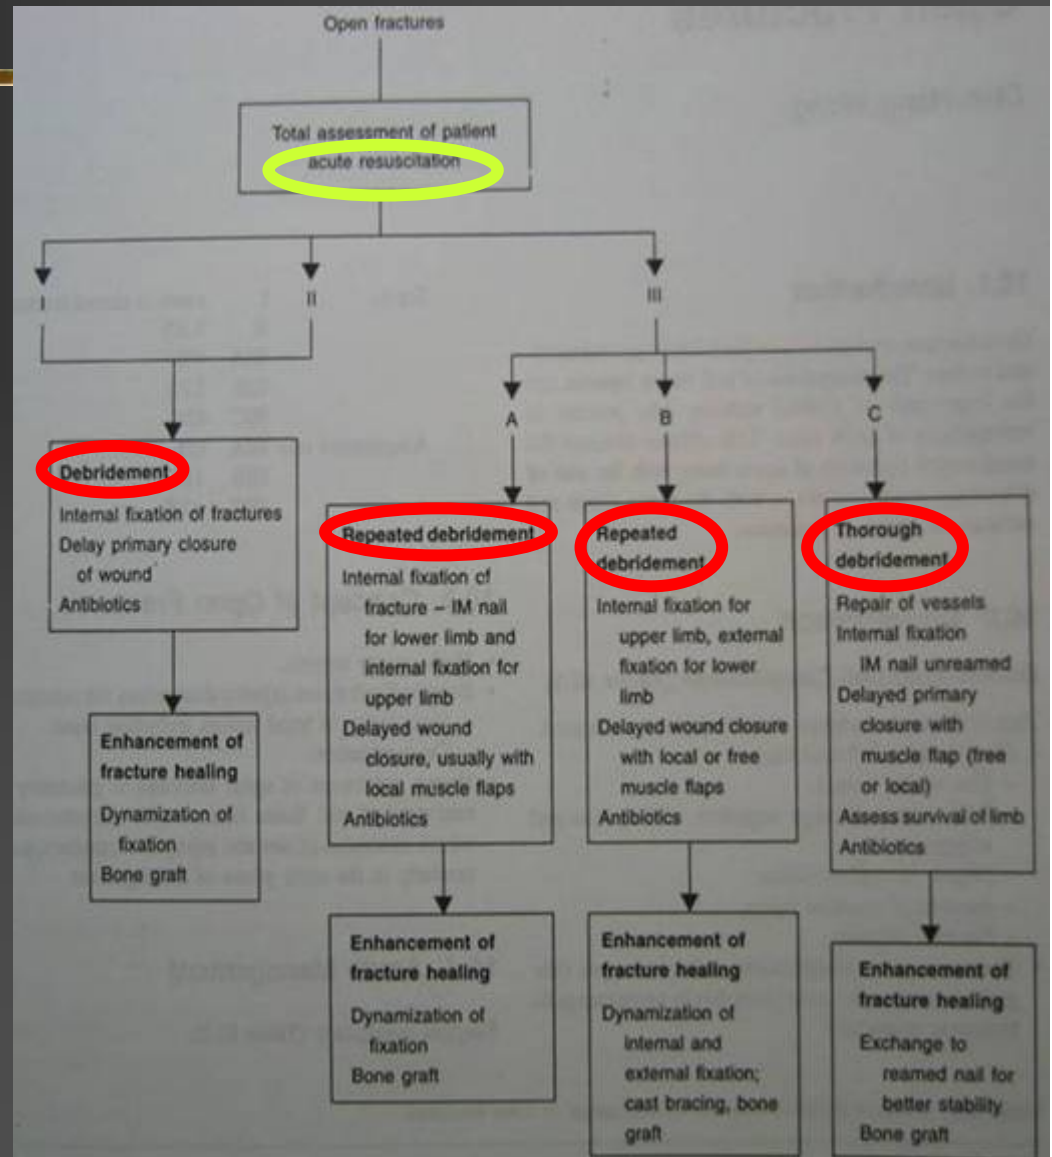 Open fractures
Total assessment of patient
acute resuscitation
I
II
III
A
B
C
Debridement
Internal fixation of fractures
Delay primary closure
of wound
Antibiotics
Repeated debridement
Internal fixation of
fracture – IM nail
for lower limb and
internal fixation for
upper limb
Delayed wound
closure, usually with
local muscle flaps
Antibiotics
Repeated
debridement
Internal fixation for
upper limb, external
fixation for lower
limb
Delayed wound closure
with local or free
muscle flaps
Antibiotics
Thorough
debridement
Repair of vessels
Internal fixation
IM nail unreamed
Delayed primary
closure with
muscle flap (free
or local)
Assess survival of limb
Antibiotics
Enhancement of
fracture healing
Dynamization of
fixation
Bone graft
Enhancement of
fracture healing
Dynamization of
fixation
Bone graft
Enhancement of
fracture healing
Dynamization of
internal and
external fixation;
cast bracing, bone
graft
Enhancement of
fracture healing
Exchange to
reamed nail for
better stability
Bone graft